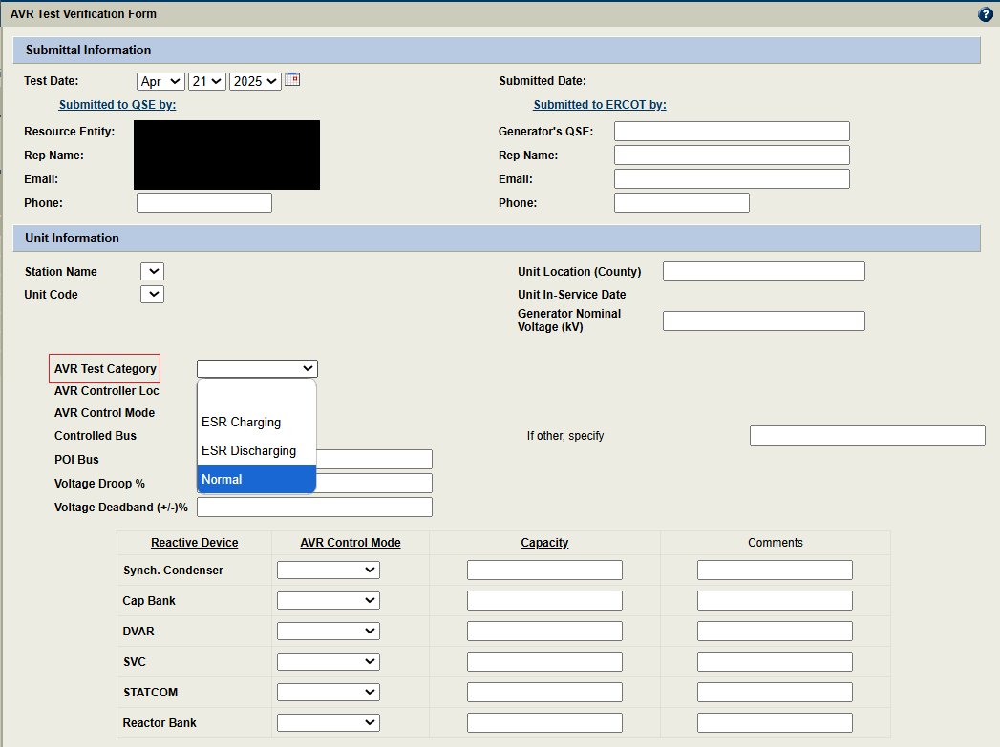 AVR Test Verification Form
?
Submittal Information
Test Date: Apr 21 2025 Submitted Date:
Submitted to QSE by: Submitted to ERCOT by:
Resource Entity: Generator's QSE:
Rep Name: Rep Name:
Email: Email:
Phone: Phone:
Unit Information
Station Name Unit Location (County)
Unit Code Unit In-Service Date
Generator Nominal
Voltage (kV)
AVR Test Category
AVR Controller Loc
AVR Control Mode
ESR Charging
Controlled Bus If other, specify
ESR Discharging
POI Bus
Normal
Voltage Droop %
Voltage Deadband (+/-)%
Reactive Device AVR Control Mode Capacity Comments
Synch. Condenser
Cap Bank
DVAR
SVC
STATCOM
Reactor Bank